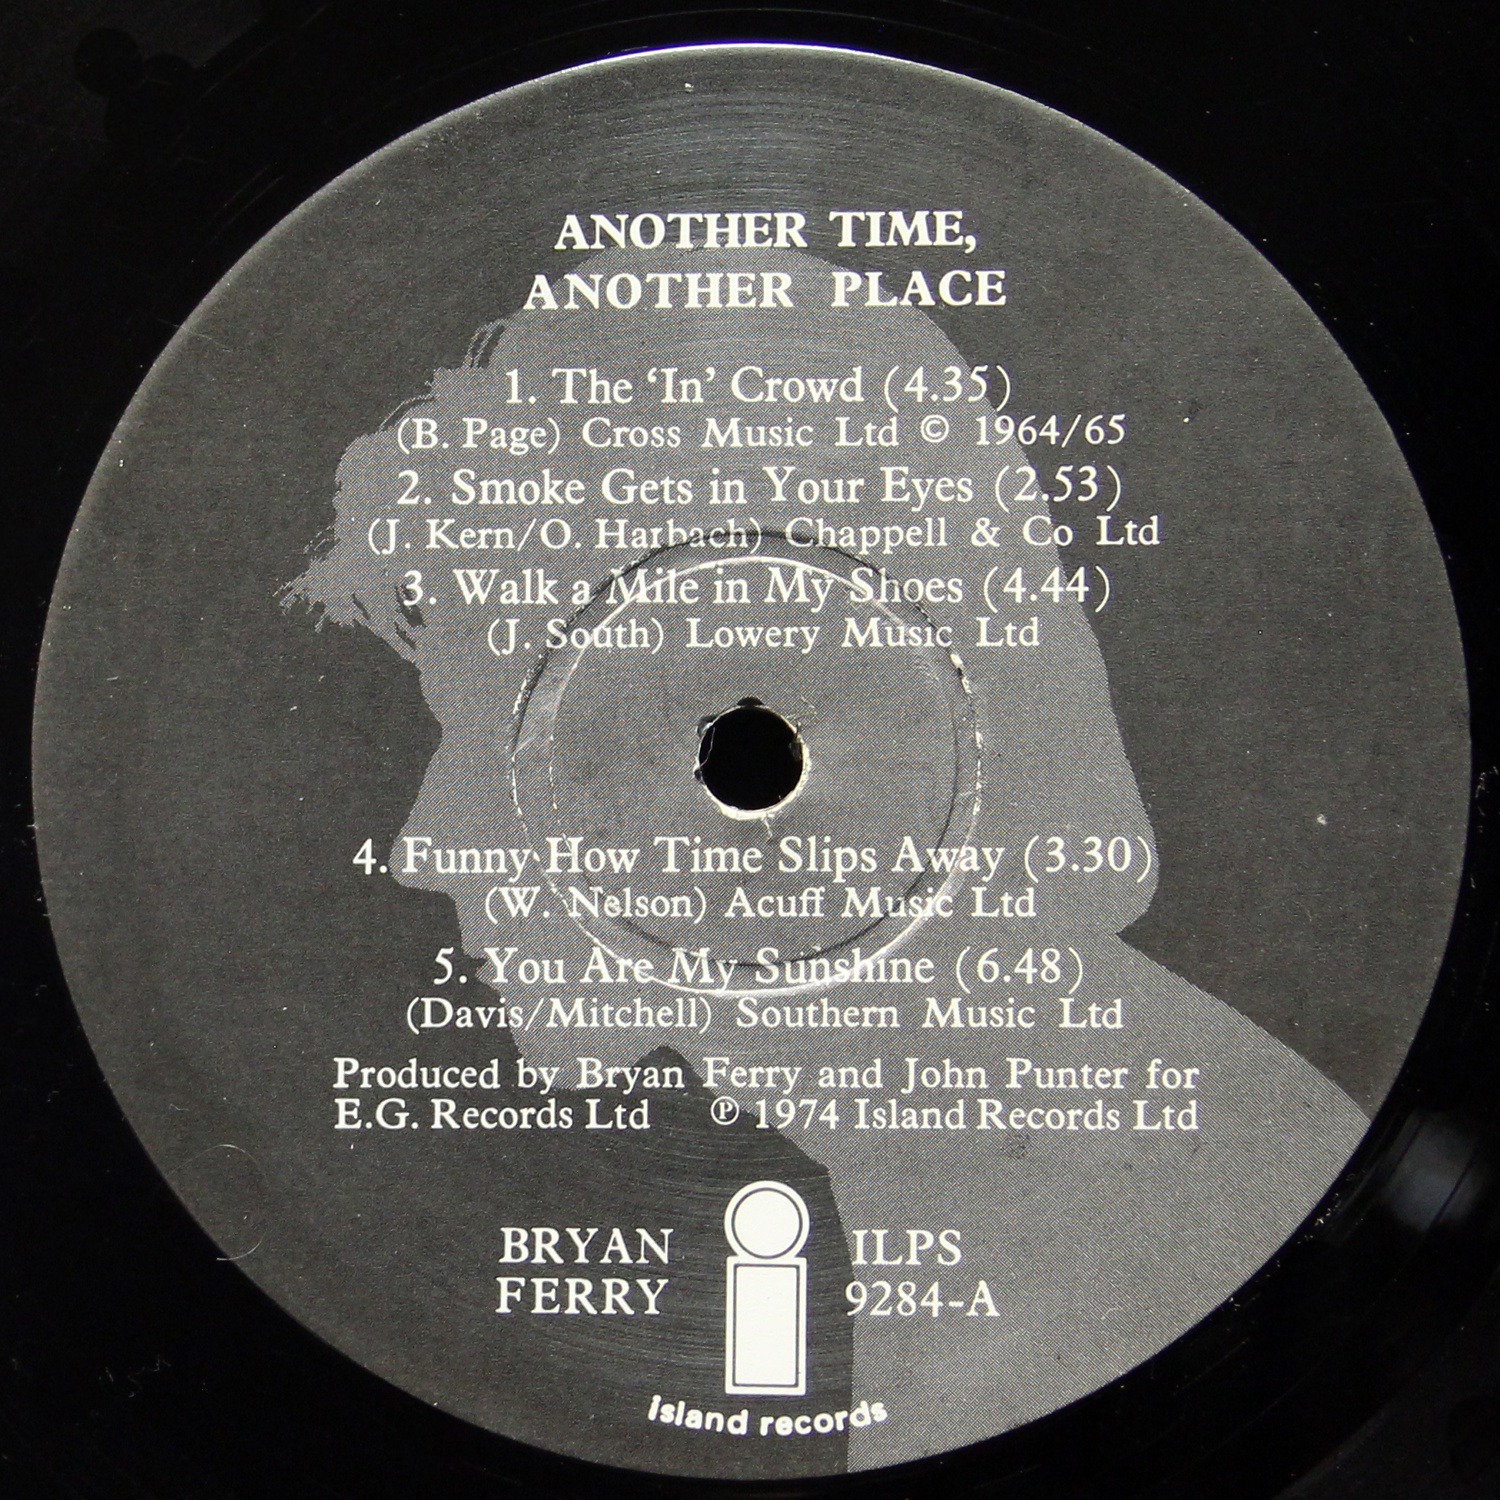 ANOTHER TIME,
ANOTHER PLACE
1. The ‘In’ Crowd (4.35)
(B. Page) Cross Music Ltd © 1964/65
2. Smoke Gets in Your Eyes (2.53)
(J. Kern/O. Harbach) Chappell & Co Ltd
3. Walk a Mile in My Shoes (4.44)
(J. South) Lowery Music Ltd
4. Funny How Time Slips Away (3.30)
(W. Nelson) Acuff Music Ltd
5. You Are My Sunshine (6.48)
(Davis/Mitchell) Southern Music Ltd
Produced by Bryan Ferry and John Punter for
E.G. Records Ltd ℗ 1974 Island Records Ltd
BRYAN
FERRY
ILPS
9284-A
island records